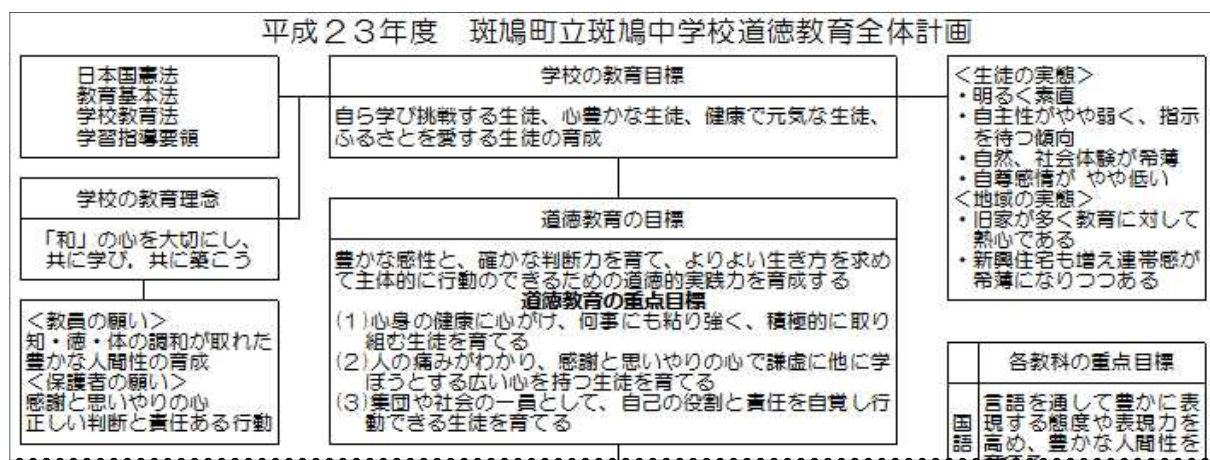 平成23年度 斑鳩町立斑鳩中学校道徳教育全体計画
日本国憲法
教育基本法
学校教育法
学習指導要領
学校の教育理念
「和」の心を大切にし、
共に学び，共に築こう
＜教員の願い＞
知・徳・体の調和が取れた
豊かな人間性の育成
＜保護者の願い＞
感謝と思いやりの心
正しい判断と責任ある行動
学校の教育目標
自ら学び挑戦する生徒、心豊かな生徒、健康で元気な生徒、
ふるさとを愛する生徒の育成
道徳教育の目標
豊かな感性と、確かな判断力を育て、よりよい生き方を求め
て主体的に行動のできるための道徳的実践力を育成する
道徳教育の重点目標
(1)心身の健康に心がけ、何事にも粘り強く、積極的に取り
組む生徒を育てる
(2)人の痛みがわかり、感謝と思いやりの心で謙虚に他に学
ぼうとする広い心を持つ生徒を育てる
(3)集団や社会の一員として、自己の役割と責任を自覚し行
動できる生徒を育てる
＜生徒の実態＞
・明るく素直
・自主性がやや弱く、指示
を待つ傾向
・自然、社会体験が希薄
・自尊感情が やや低い
＜地域の実態＞
・旧家が多く教育に対して
熱心である
・新興住宅も増え連帯感が
希薄になりつつある
各教科の重点目標
国語
言語を通して豊かに表
現する態度や表現力を
高め、豊かな人間性を